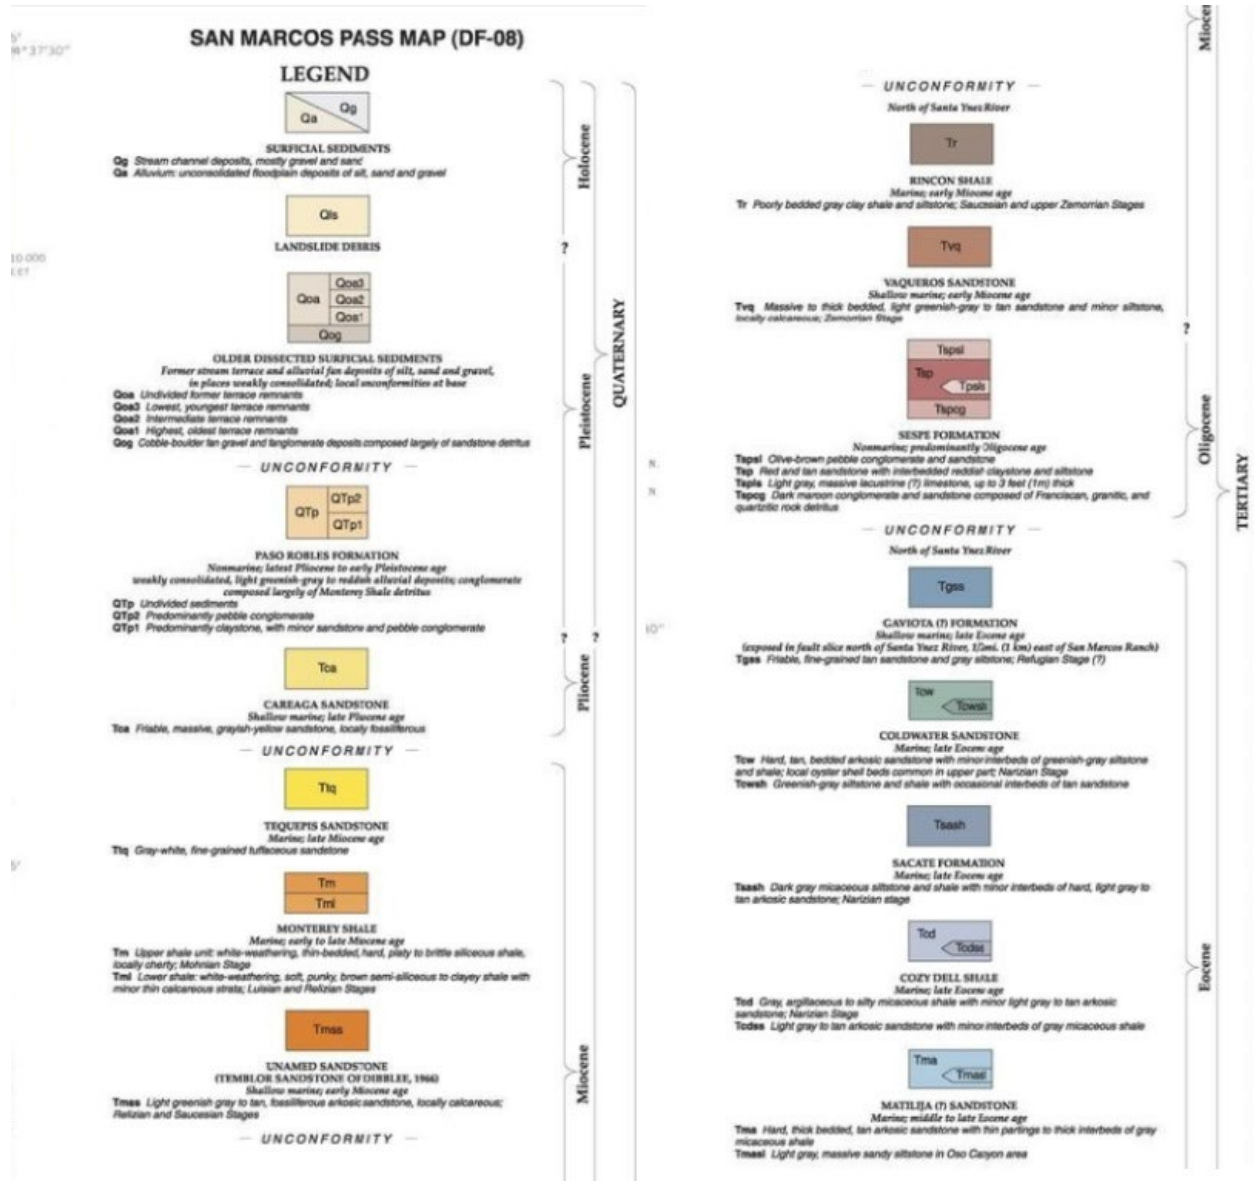 SAN MARCOS PASS MAP (DF-08)
LEGEND
Qa
Qg
SURFICIAL SEDIMENTS
Qg Stream channel deposits, mostly gravel and sand
Qa Alluvium: unconsolidated floodplain deposits of silt, sand and gravel
Qls
LANDSLIDE DEBRIS
Qoa
Qoa3
Qoa2
Qoa1
Qog
OLDER DISSECTED SURFICIAL SEDIMENTS
Former stream terrace and alluvial fan deposits of silt, sand and gravel,
in places weakly consolidated; local unconformities at base
Qoa Undivided former terrace remnants
Qoa3 Lowest, youngest terrace remnants
Qoa2 Intermediate terrace remnants
Qoa1 Highest, oldest terrace remnants
Qog Cobble-boulder fan gravel and fanglomerate deposits composed largely of sandstone detritus
— UNCONFORMITY —
QTp
QTp2
QTp1
PASO ROBLES FORMATION
Nonmarine; latest Pliocene to early Pleistocene age
weakly consolidated, light greenish-gray to reddish alluvial deposits; conglomerate
composed largely of Monterey Shale detritus
QTp Undivided sediments
QTp2 Predominantly pebble conglomerate
QTp1 Predominantly claystone, with minor sandstone and pebble conglomerate
Tca
CAREAGA SANDSTONE
Shallow marine; late Pliocene age
Tca Friable, massive, grayish-yellow sandstone, locally fossiliferous
— UNCONFORMITY —
Ttq
TEQUEPIS SANDSTONE
Marine; late Miocene age
Ttq Gray-white, fine-grained tuffaceous sandstone
Tm
Tml
MONTEREY SHALE
Marine; early to late Miocene age
Tm Upper shale unit: white-weathering, thin-bedded, hard, platy to brittle siliceous shale,
locally cherty; Mohnian Stage
Tml Lower shale: white-weathering, soft, punky, brown semi-siliceous to clayey shale with
minor thin calcareous strata; Luisian and Relizian Stages
Tmss
UNAMED SANDSTONE
(TEMBLOR SANDSTONE OF DIBBLEE, 1966)
Shallow marine; early Miocene age
Tmss Light greenish gray to tan, fossiliferous arkosic sandstone, locally calcareous;
Relizian and Saucesian Stages
— UNCONFORMITY —
Holocene
?
Pleistocene
QUATERNARY
? ?
Pliocene
Miocene
— UNCONFORMITY —
North of Santa Ynez River
Tr
RINCON SHALE
Marine; early Miocene age
Tr Poorly bedded gray clay shale and siltstone; Saucesian and upper Zemorrian Stages
Tvq
VAQUEROS SANDSTONE
Shallow marine; early Miocene age
Tvq Massive to thick bedded, light greenish-gray to tan sandstone and minor siltstone,
locally calcareous; Zemorrian Stage
Tspsl
Tsp
Tpsls
Tspcg
SESPE FORMATION
Nonmarine; predominantly Oligocene age
Tspsl Olive-brown pebble conglomerate and sandstone
Tsp Red and tan sandstone with interbedded reddish claystone and siltstone
Tspls Light gray, massive lacustrine (?) limestone, up to 3 feet (1m) thick
Tspcg Dark maroon conglomerate and sandstone composed of Franciscan, granitic, and
quartzitic rock detritus
— UNCONFORMITY —
North of Santa Ynez River
Tgss
GAVIOTA (?) FORMATION
Shallow marine; late Eocene age
(exposed in fault slice north of Santa Ynez River, 1/2mi. (1 km) east of San Marcos Ranch)
Tgss Friable, fine-grained tan sandstone and gray siltstone; Refugian Stage (?)
Tcw
Tcwsh
COLDWATER SANDSTONE
Marine; late Eocene age
Tcw Hard, tan, bedded arkosic sandstone with minor interbeds of greenish-gray siltstone
and shale; local oyster shell beds common in upper part; Narizian Stage
Tcwsh Greenish-gray siltstone and shale with occasional interbeds of tan sandstone
Tsash
SACATE FORMATION
Marine; late Eocene age
Tsash Dark gray micaceous siltstone and shale with minor interbeds of hard, light gray to
tan arkosic sandstone; Narizian stage
Tcd
Tcdss
COZY DELL SHALE
Marine; late Eocene age
Tcd Gray, argillaceous to silty micaceous shale with minor light gray to tan arkosic
sandstone; Narizian Stage
Tcdss Light gray to tan arkosic sandstone with minor interbeds of gray micaceous shale
Tma
Tmasl
MATILIJA (?) SANDSTONE
Marine; middle to late Eocene age
Tma Hard, thick bedded, tan arkosic sandstone with thin partings to thick interbeds of gray
micaceous shale
Tmasl Light gray, massive sandy siltstone in Oso Canyon area
?
Oligocene
TERTIARY
Eocene